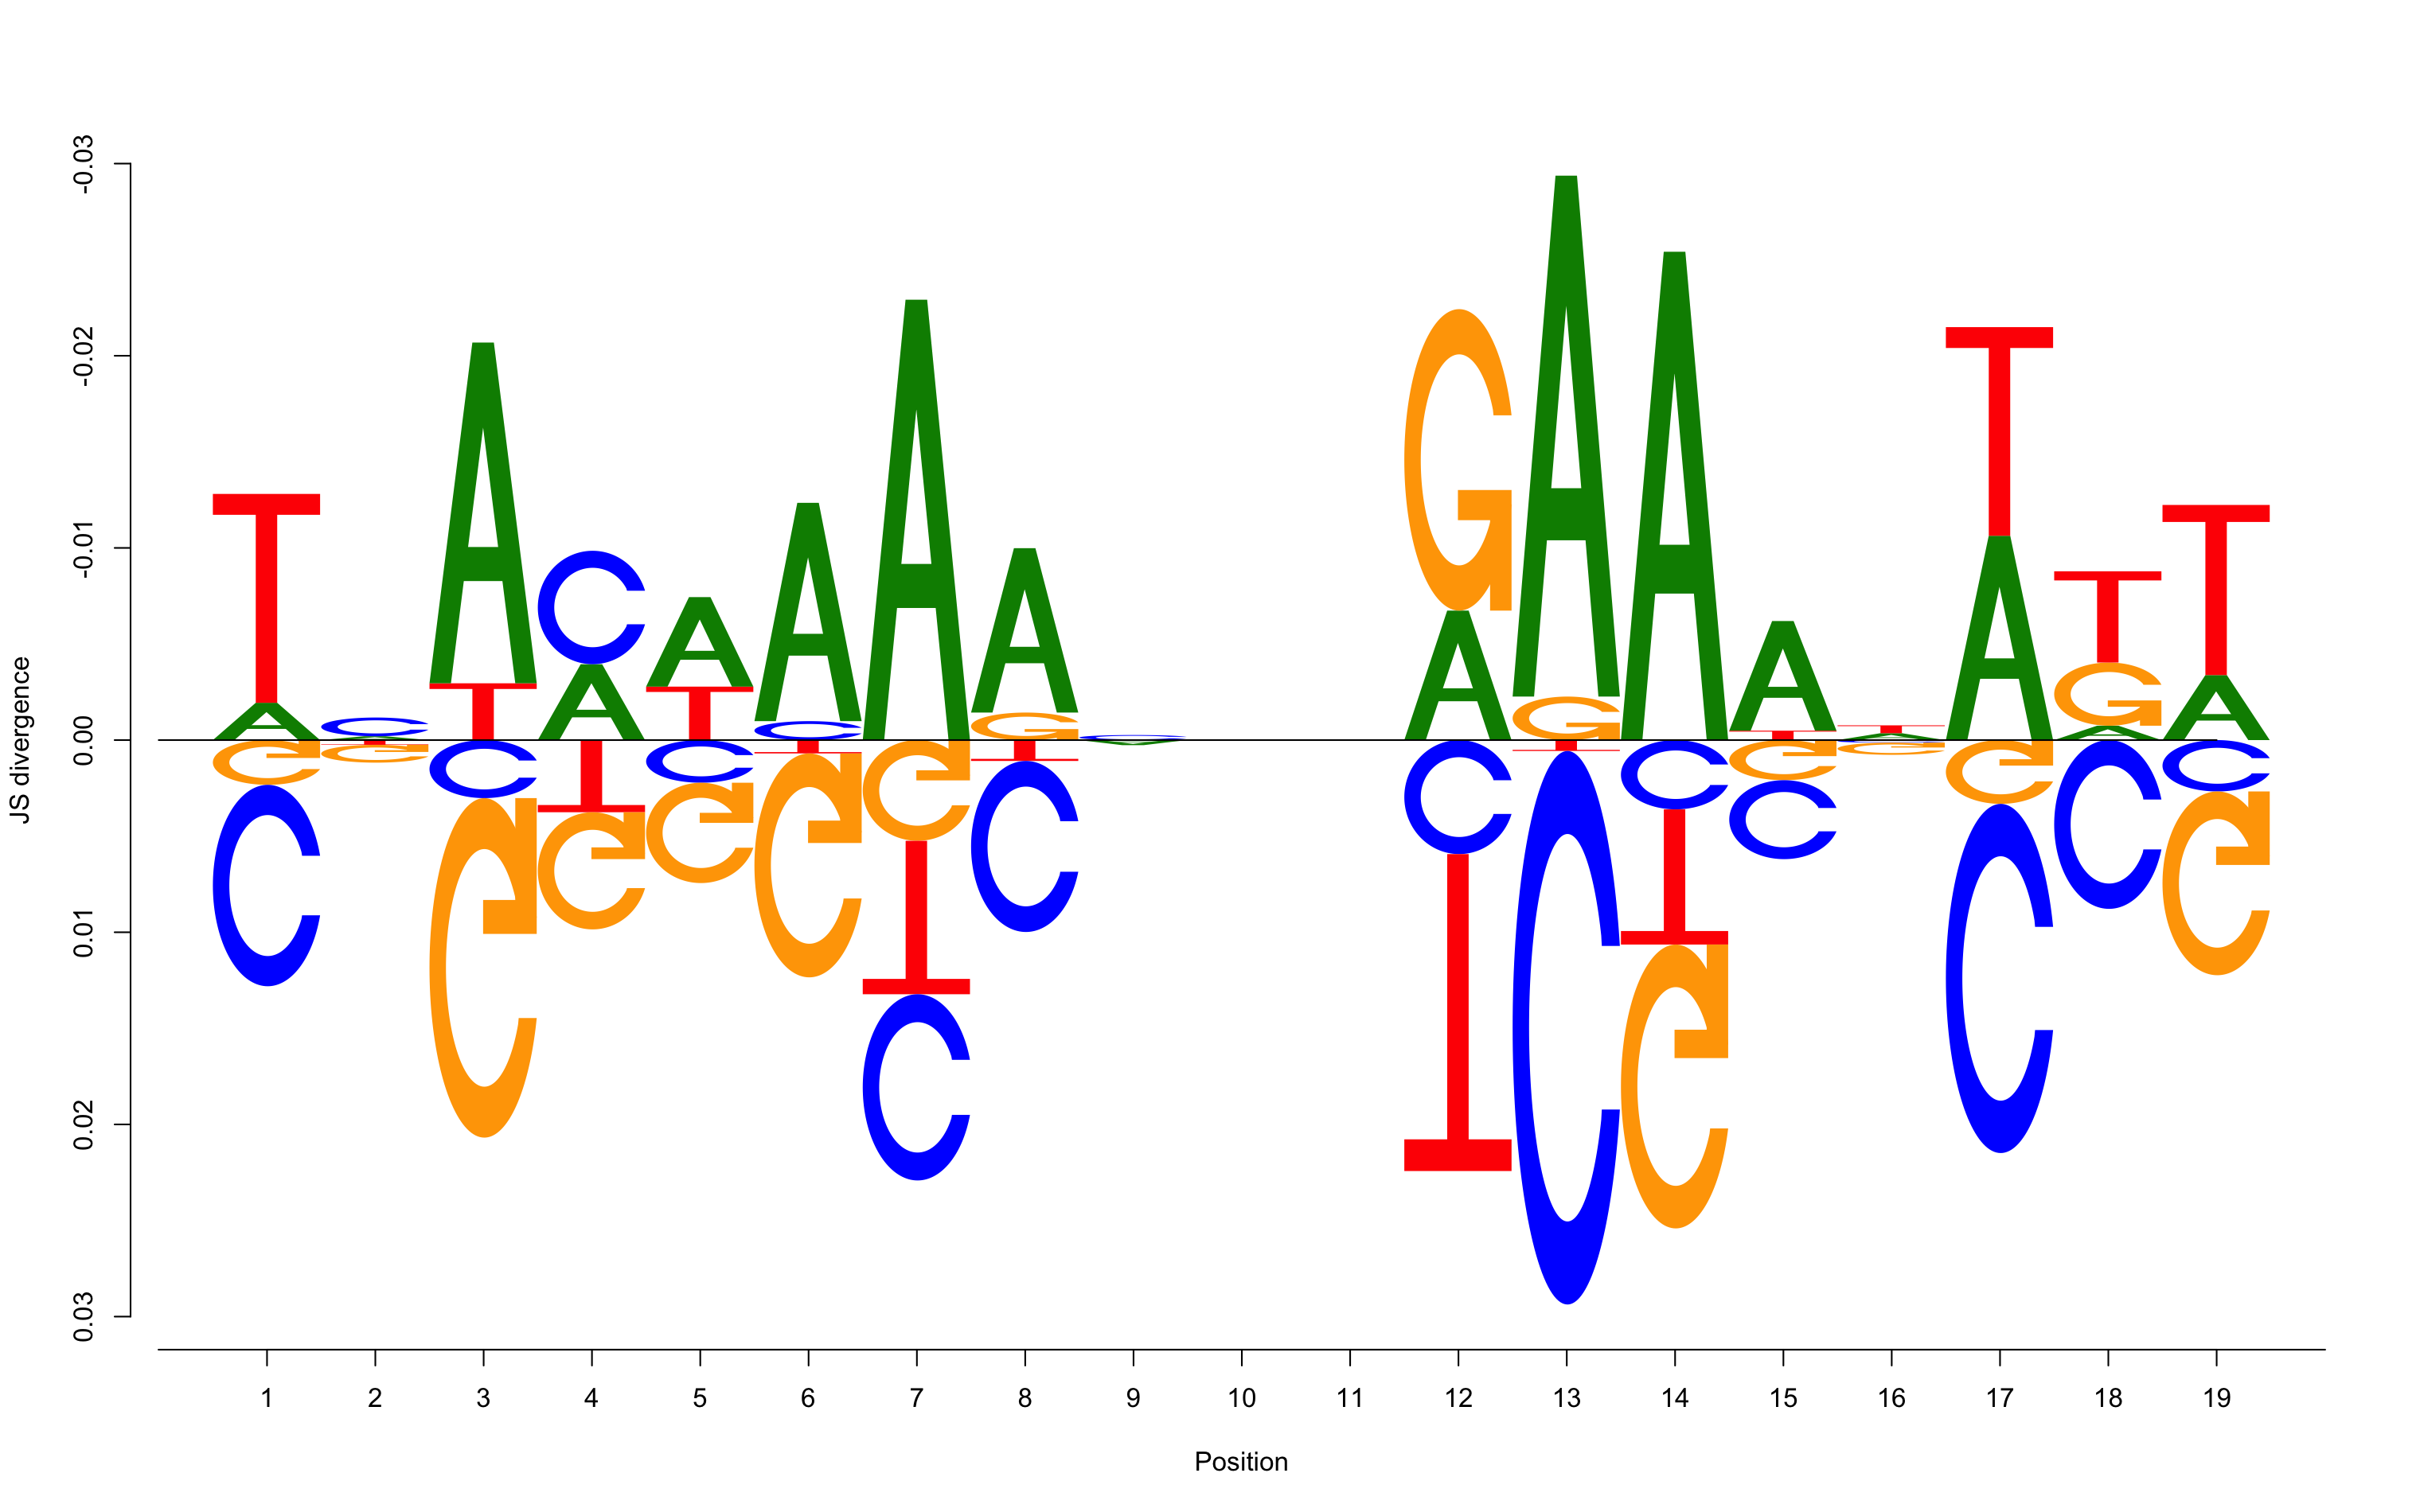 JS divergence
-0.03
-0.02
-0.01
0.00
0.01
0.02
0.03
T A G C
C A T G
A T C G
C A T G
A T C G
A C T G
A G T C
A G T C
C A
G A C T
A G T C
A C T G
A T G C
T A C G
T A G C
T G A C
T A C G
1 2 3 4 5 6 7 8 9 10 11 12 13 14 15 16 17 18 19
Position